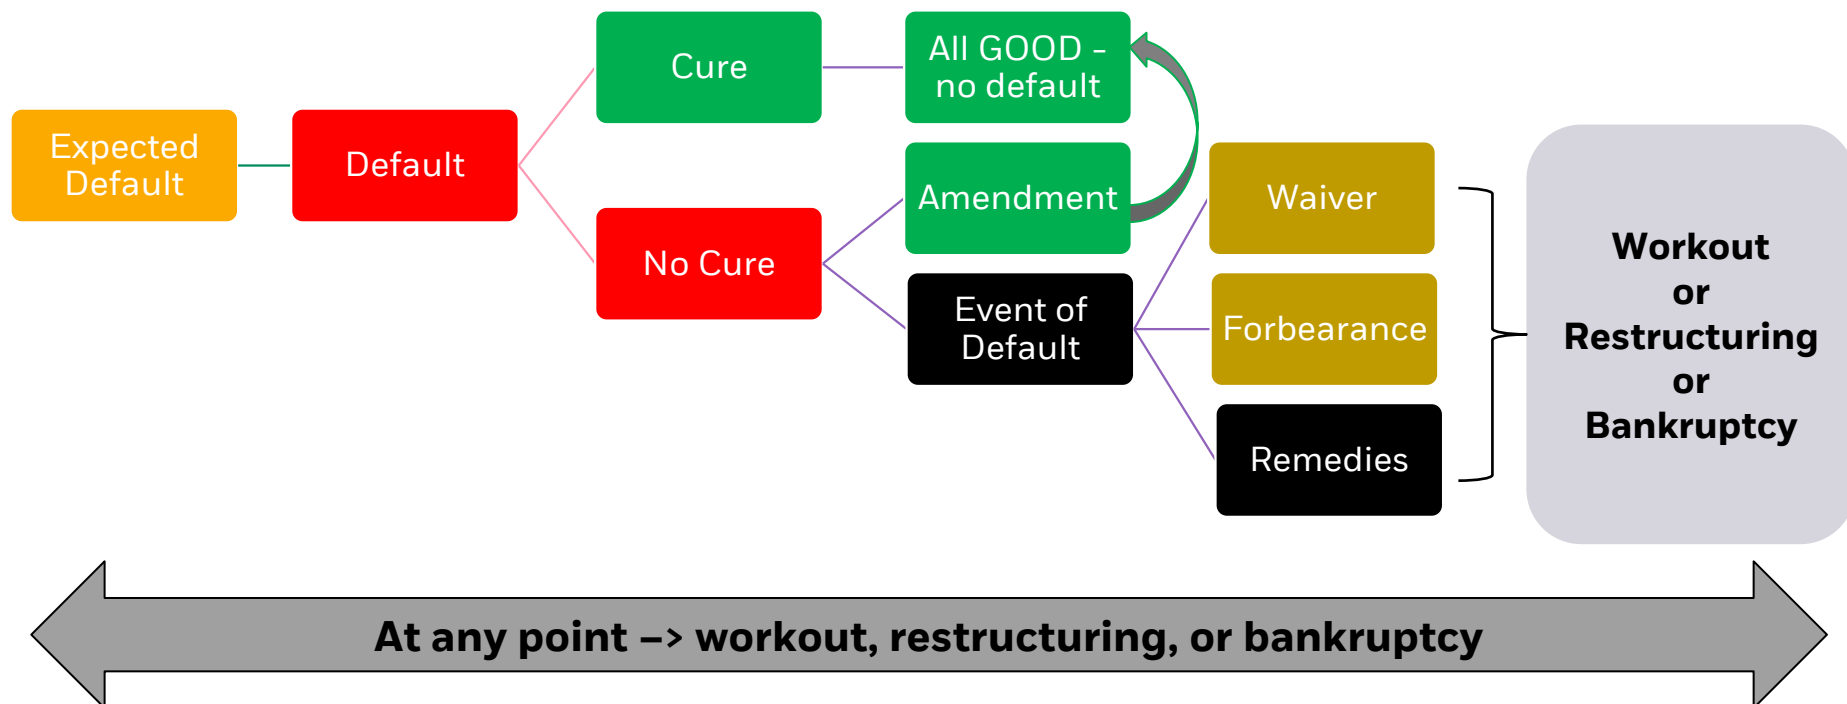 Expected
Default
Default
Cure
No Cure
All GOOD -
no default
Amendment
Event of
Default
Waiver
Forbearance
Remedies
Workout
or
Restructuring
or
Bankruptcy
At any point –> workout, restructuring, or bankruptcy